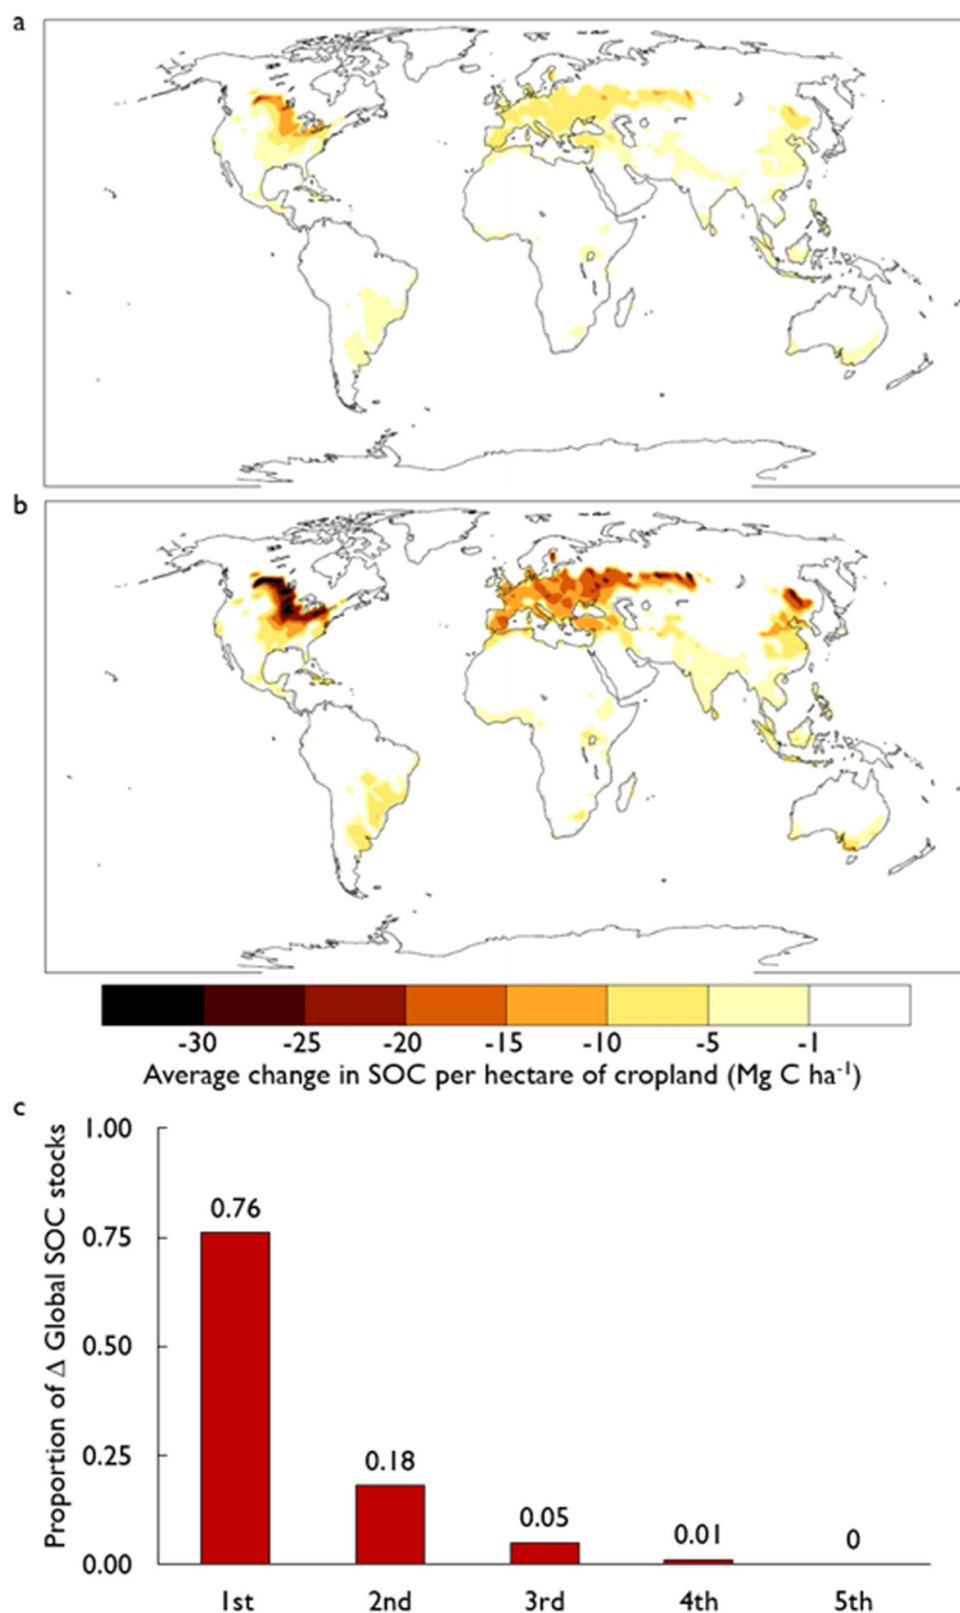 a
b
-30 -25 -20 -15 -10 -5 -1
Average change in SOC per hectare of cropland (Mg C ha⁻¹)
c
Proportion of Δ Global SOC stocks
1.00
0.75
0.50
0.25
0.00
0.76
0.18
0.05
0.01
0
1st 2nd 3rd 4th 5th